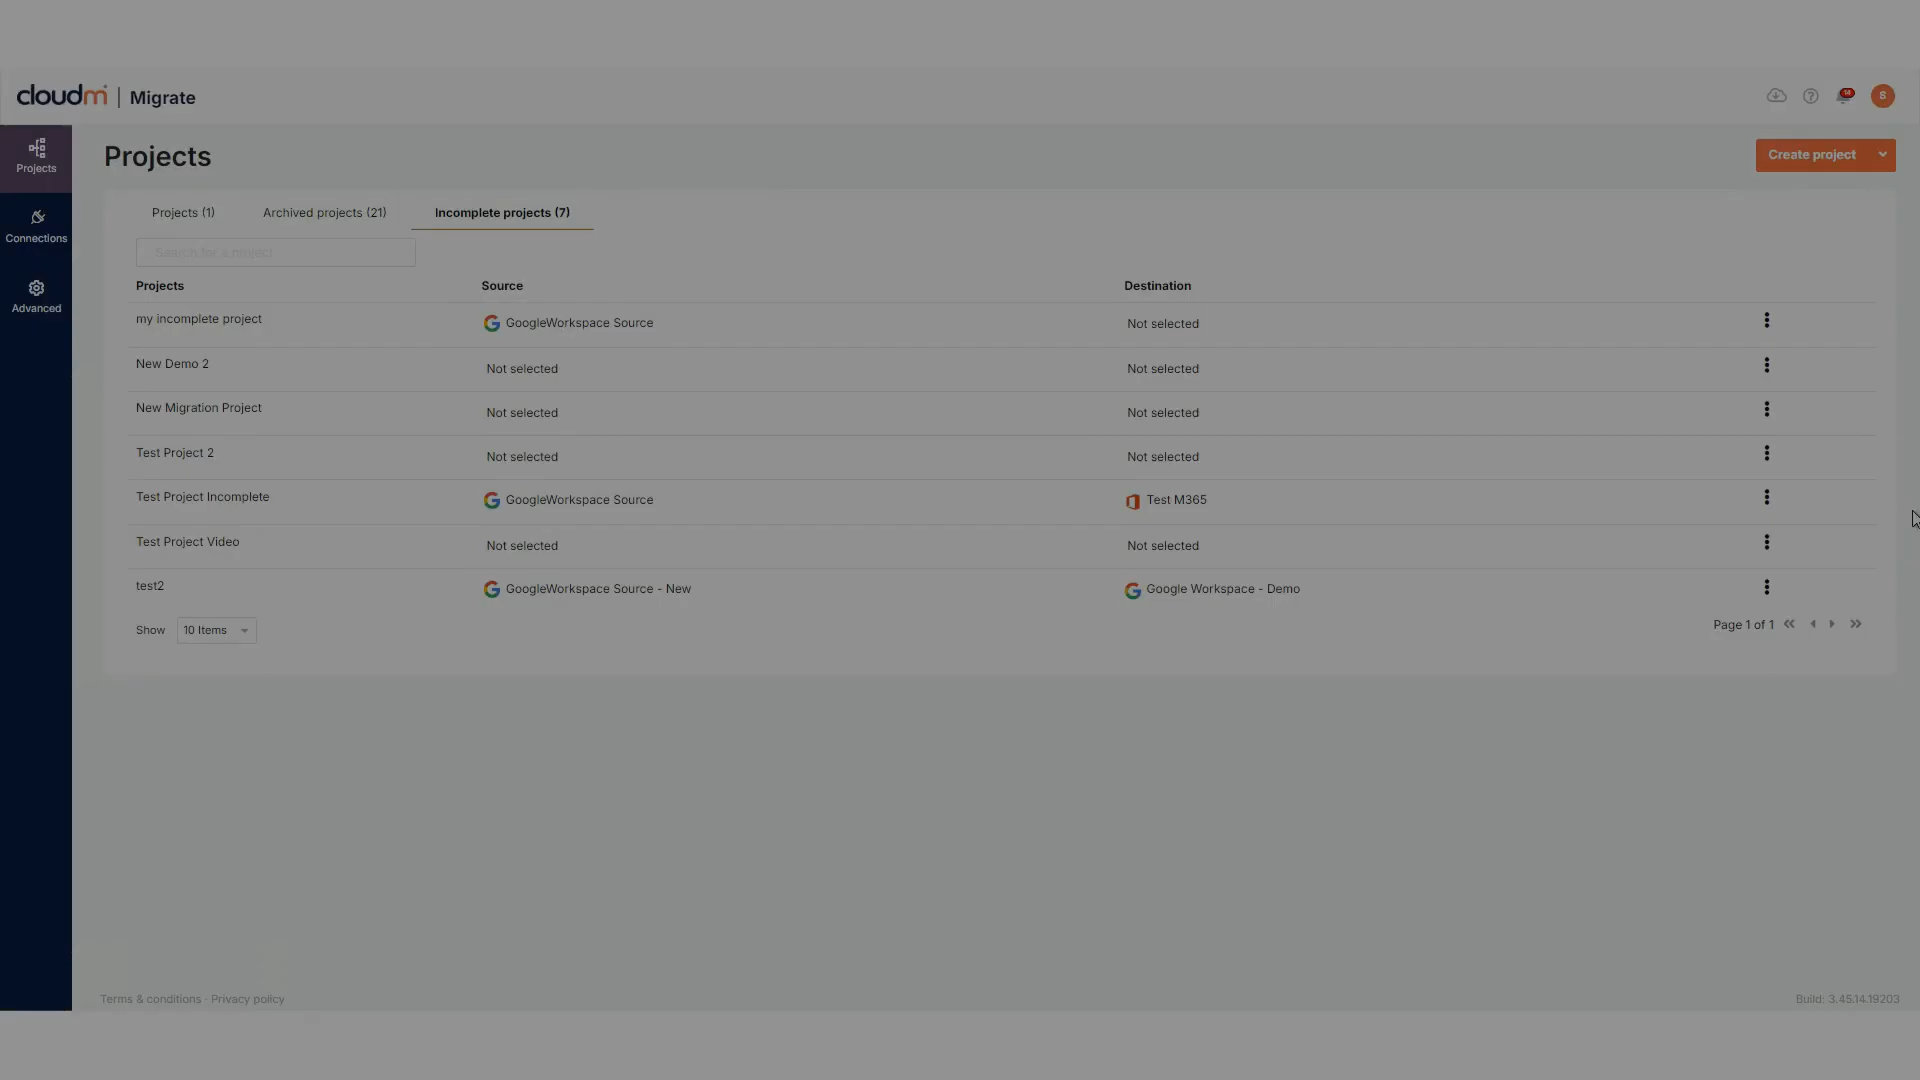 cloudm | Migrate
14
S
Projects
Connections
Advanced
Projects
Create project
Projects (1) Archived projects (21) Incomplete projects (7)
Search for a project
Projects Source Destination
my incomplete project GoogleWorkspace Source Not selected
New Demo 2 Not selected Not selected
New Migration Project Not selected Not selected
Test Project 2 Not selected Not selected
Test Project Incomplete GoogleWorkspace Source Test M365
Test Project Video Not selected Not selected
test2 GoogleWorkspace Source - New Google Workspace - Demo
Show 10 Items Page 1 of 1
Terms & conditions · Privacy policy Build: 3.45.14.19203